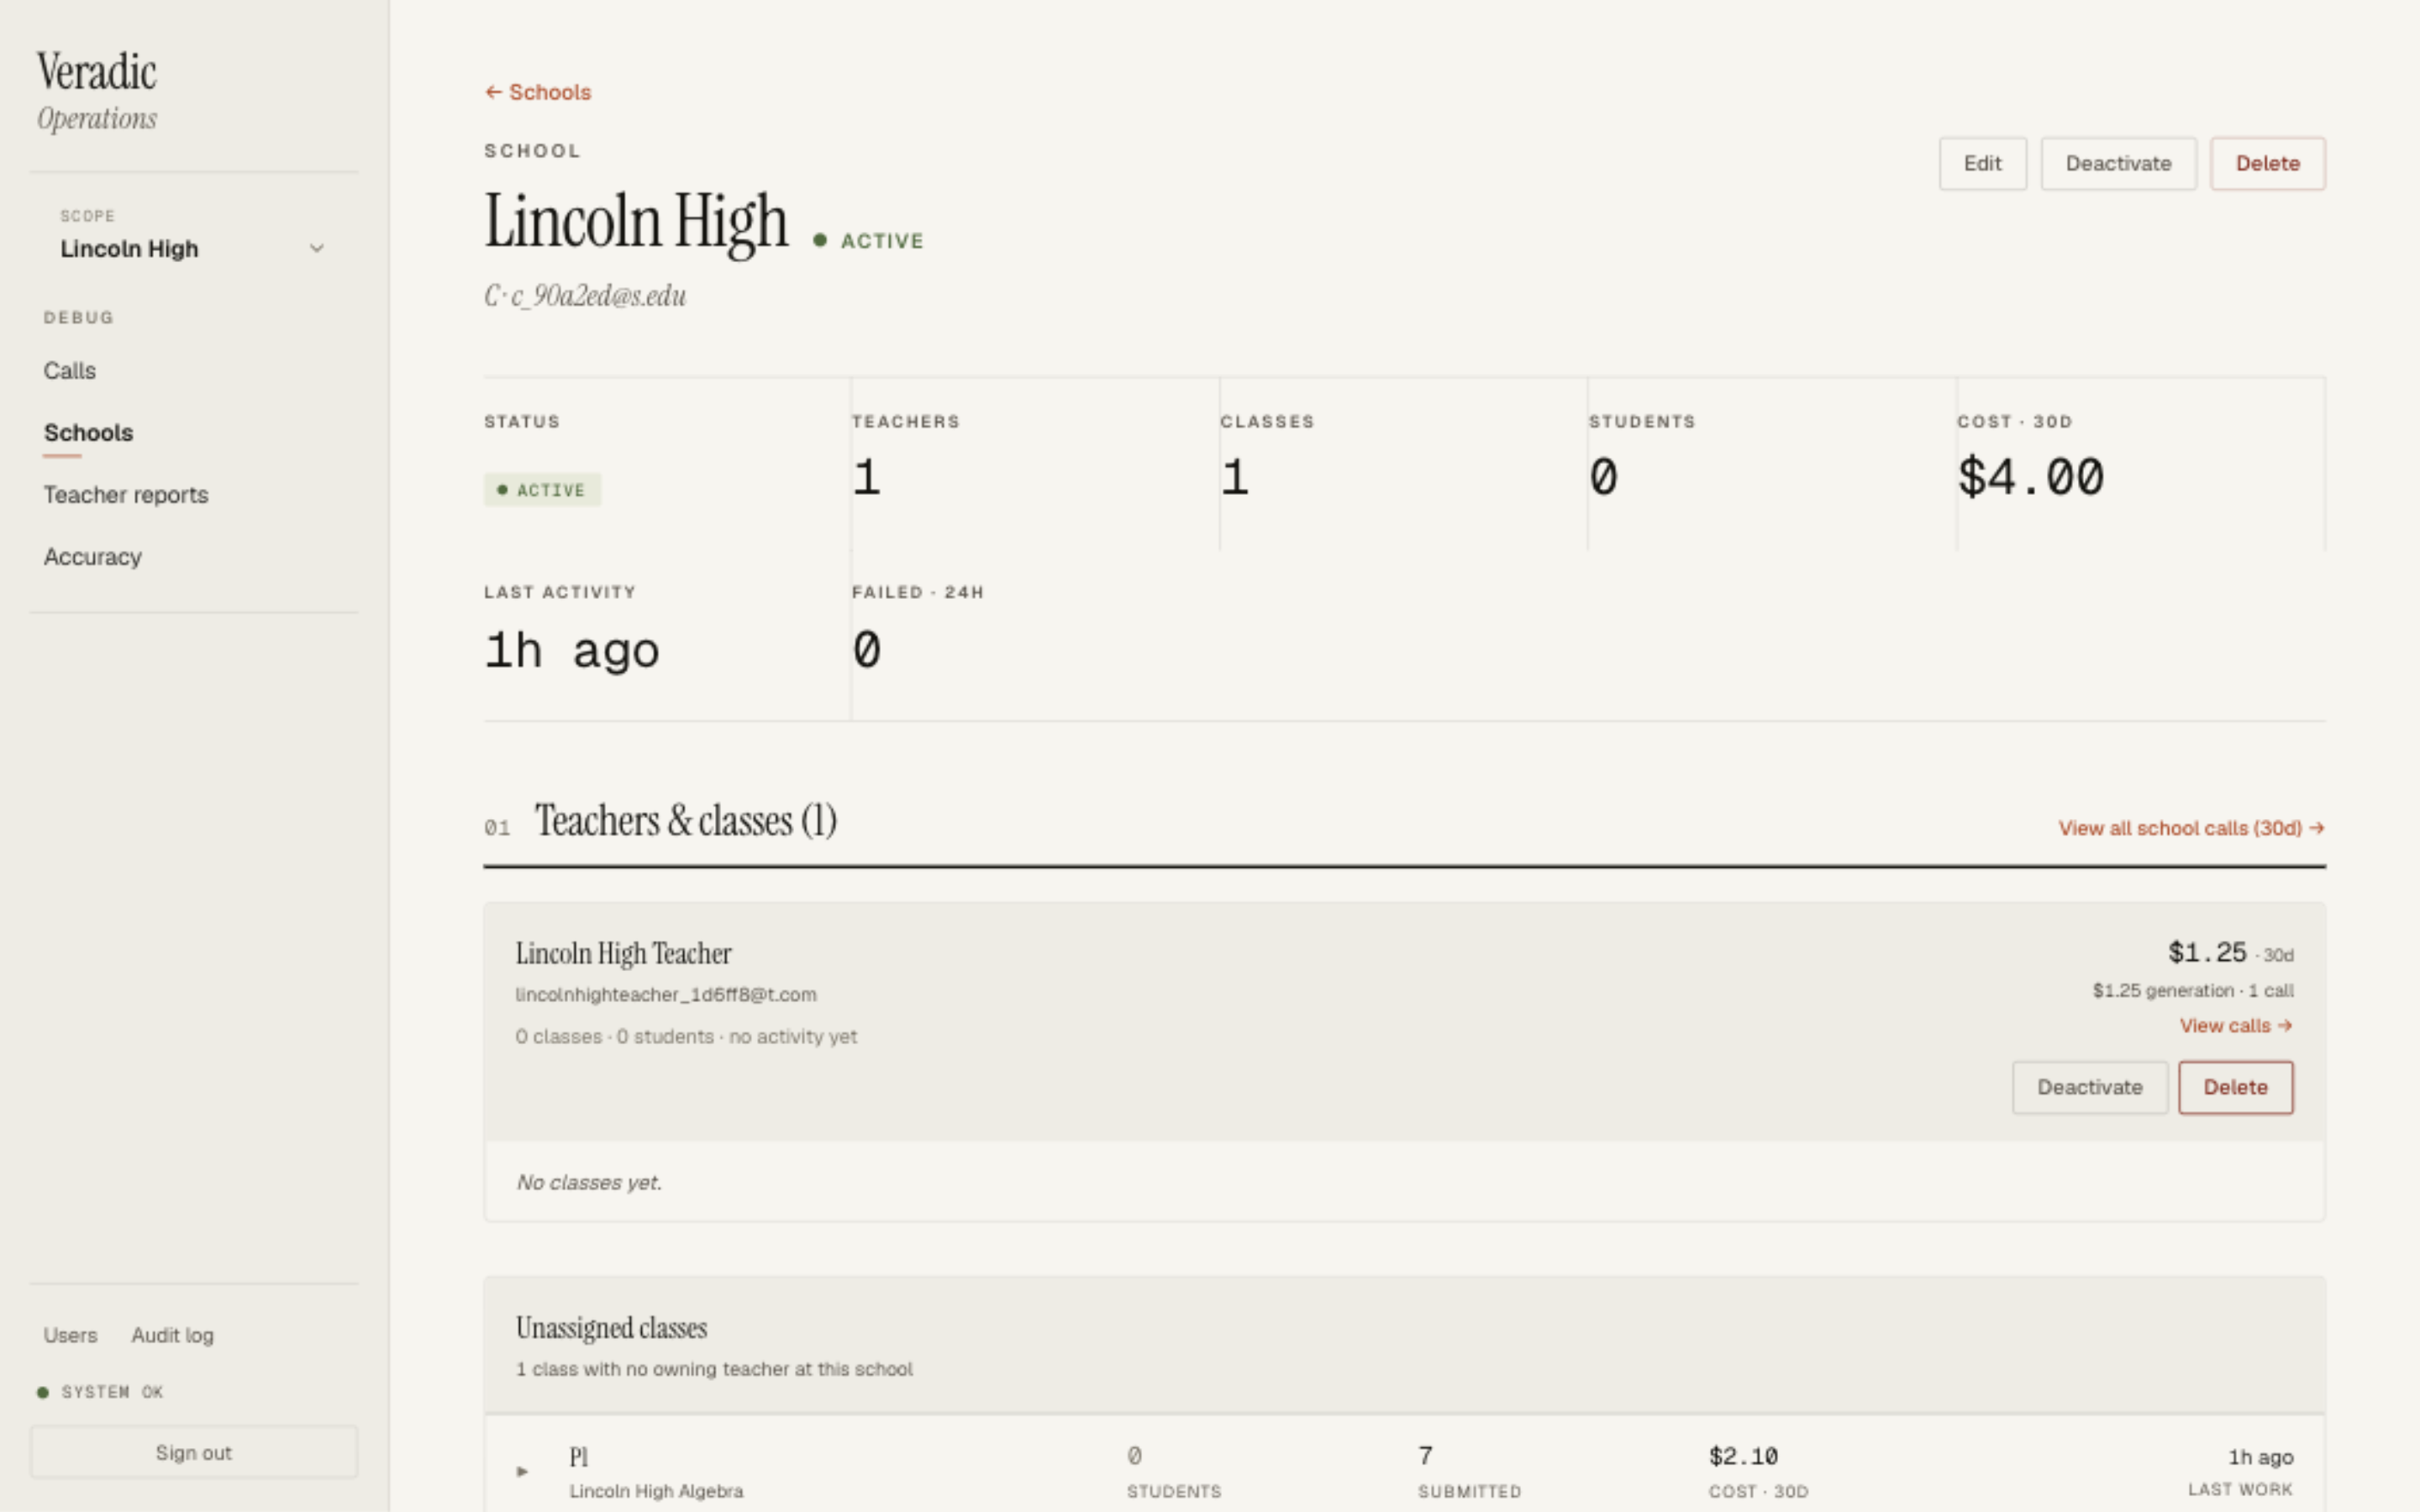 Veradic
Operations
SCOPE
Lincoln High
DEBUG
Calls
Schools
Teacher reports
Accuracy
Users Audit log
SYSTEM OK
Sign out
← Schools
SCHOOL
Edit Deactivate Delete
Lincoln High ACTIVE
C · c_90a2ed@s.edu
STATUS TEACHERS CLASSES STUDENTS COST · 30D
ACTIVE 1 1 0 $4.00
LAST ACTIVITY FAILED · 24H
1h ago 0
01 Teachers & classes (1) View all school calls (30d) →
Lincoln High Teacher $1.25 · 30d
lincolnhighteacher_1d6ff8@t.com $1.25 generation · 1 call
0 classes · 0 students · no activity yet View calls →
Deactivate Delete
No classes yet.
Unassigned classes
1 class with no owning teacher at this school
P1 0 7 $2.10 1h ago
Lincoln High Algebra STUDENTS SUBMITTED COST · 30D LAST WORK